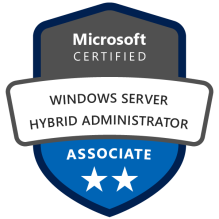 Microsoft
CERTIFIED
WINDOWS SERVER
HYBRID ADMINISTRATOR
ASSOCIATE